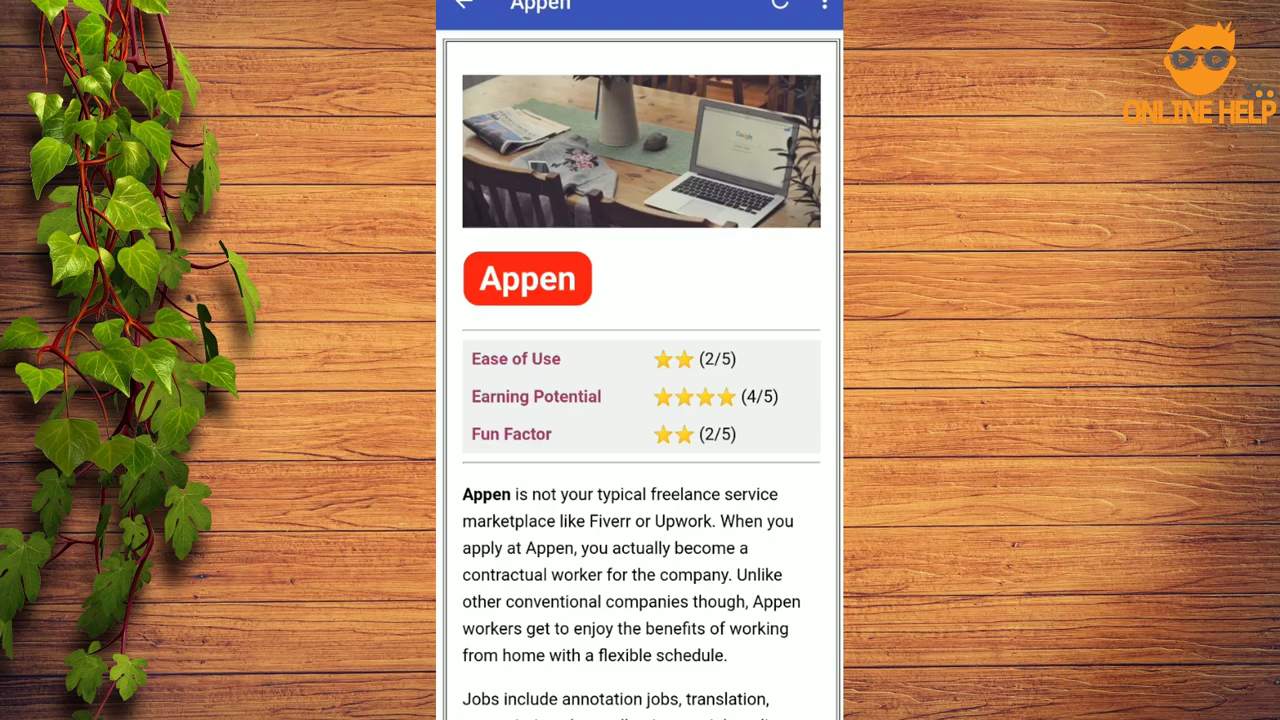 Appen
ONLINE HELP
Google
Appen
Ease of Use ⭐⭐ (2/5)
Earning Potential ⭐⭐⭐⭐ (4/5)
Fun Factor ⭐⭐ (2/5)
Appen is not your typical freelance service
marketplace like Fiverr or Upwork. When you
apply at Appen, you actually become a
contractual worker for the company. Unlike
other conventional companies though, Appen
workers get to enjoy the benefits of working
from home with a flexible schedule.
Jobs include annotation jobs, translation,